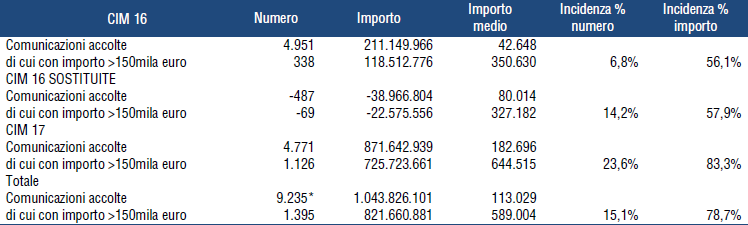 CIM 16 Numero Importo Importo medio Incidenza % numero Incidenza % importo
Comunicazioni accolte 4.951 211.149.966 42.648
di cui con importo >150mila euro 338 118.512.776 350.630 6,8% 56,1%
CIM 16 SOSTITUITE
Comunicazioni accolte -487 -38.966.804 80.014
di cui con importo >150mila euro -69 -22.575.556 327.182 14,2% 57,9%
CIM 17
Comunicazioni accolte 4.771 871.642.939 182.696
di cui con importo >150mila euro 1.126 725.723.661 644.515 23,6% 83,3%
Totale
Comunicazioni accolte 9.235* 1.043.826.101 113.029
di cui con importo >150mila euro 1.395 821.660.881 589.004 15,1% 78,7%